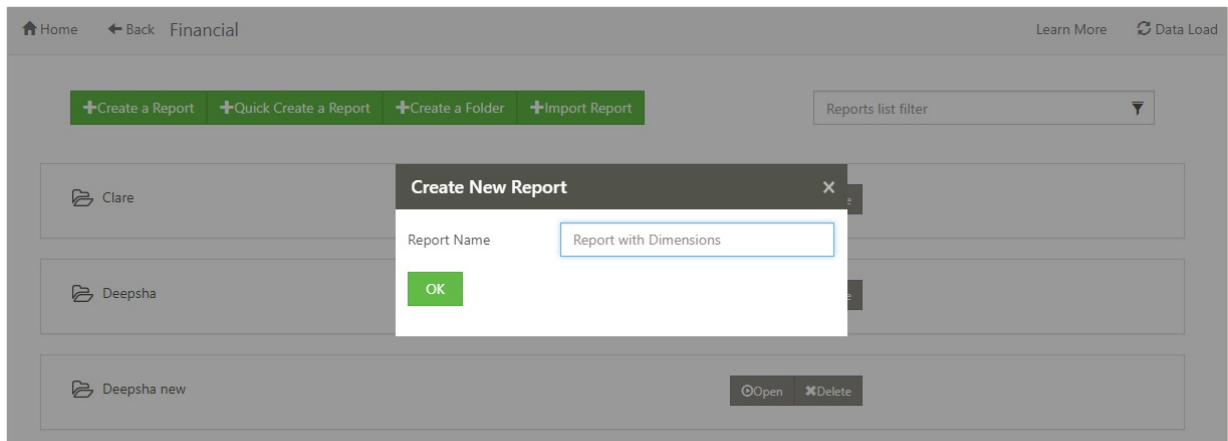 Home Back Financial Learn More Data Load
Create a Report Quick Create a Report Create a Folder Import Report Reports list filter
Create New Report ×
Clare
Report Name Report with Dimensions
OK
Deepsha
Deepsha new Open Delete